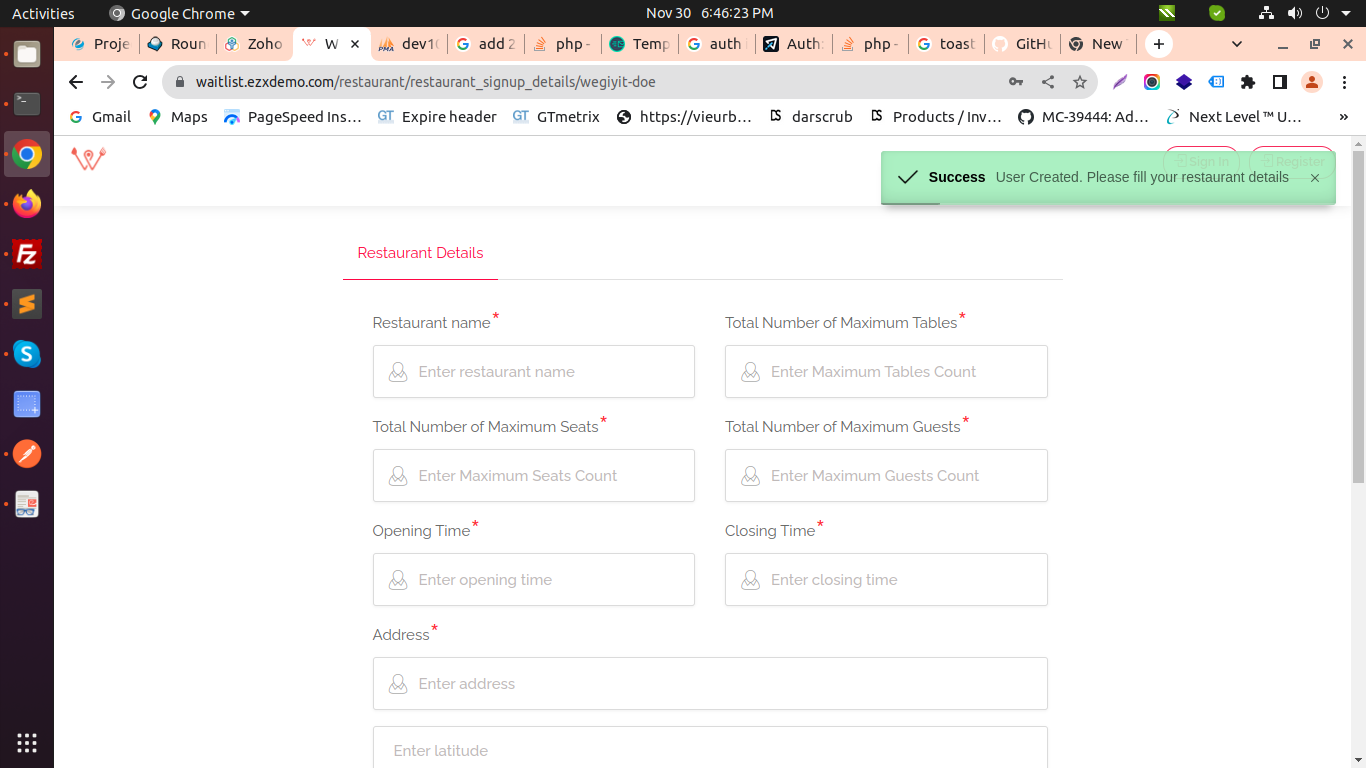 Activities Google Chrome Nov 30 6:46:23 PM
Proje Roun Zoho W dev10 add 2 php - Temp auth Auth: php - toast GitHu New
waitlist.ezxdemo.com/restaurant/restaurant_signup_details/wegiyit-doe
Gmail Maps PageSpeed Ins… GT Expire header GT GTmetrix https://vieurb… darscrub Products / Inv… MC-39444: Ad… Next Level™ U… »
Sign In Register
Success User Created. Please fill your restaurant details ×
Restaurant Details
Restaurant name* Total Number of Maximum Tables*
Enter restaurant name Enter Maximum Tables Count
Total Number of Maximum Seats* Total Number of Maximum Guests*
Enter Maximum Seats Count Enter Maximum Guests Count
Opening Time* Closing Time*
Enter opening time Enter closing time
Address*
Enter address
Enter latitude